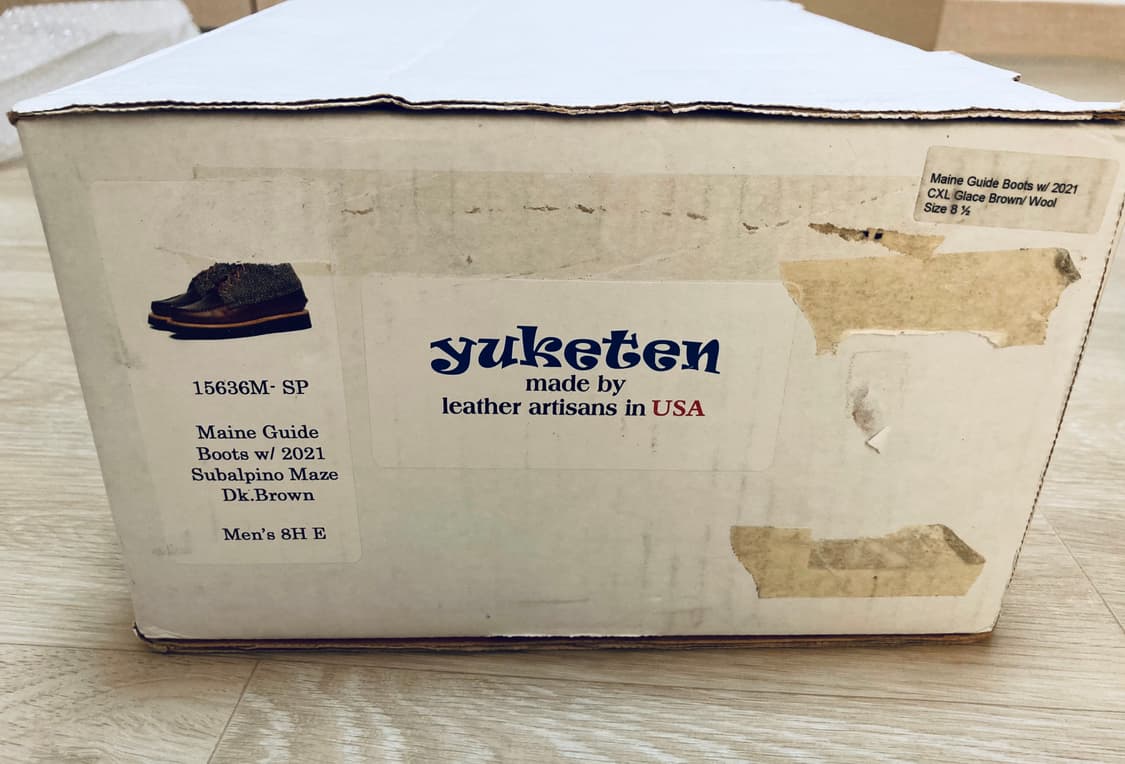 Maine Guide Boots w/ 2021
CXL Glace Brown/ Wool
Size 8 ½
yuketen
made by
leather artisans in USA
15636M- SP
Maine Guide
Boots w/ 2021
Subalpino Maze
Dk.Brown
Men's 8H E